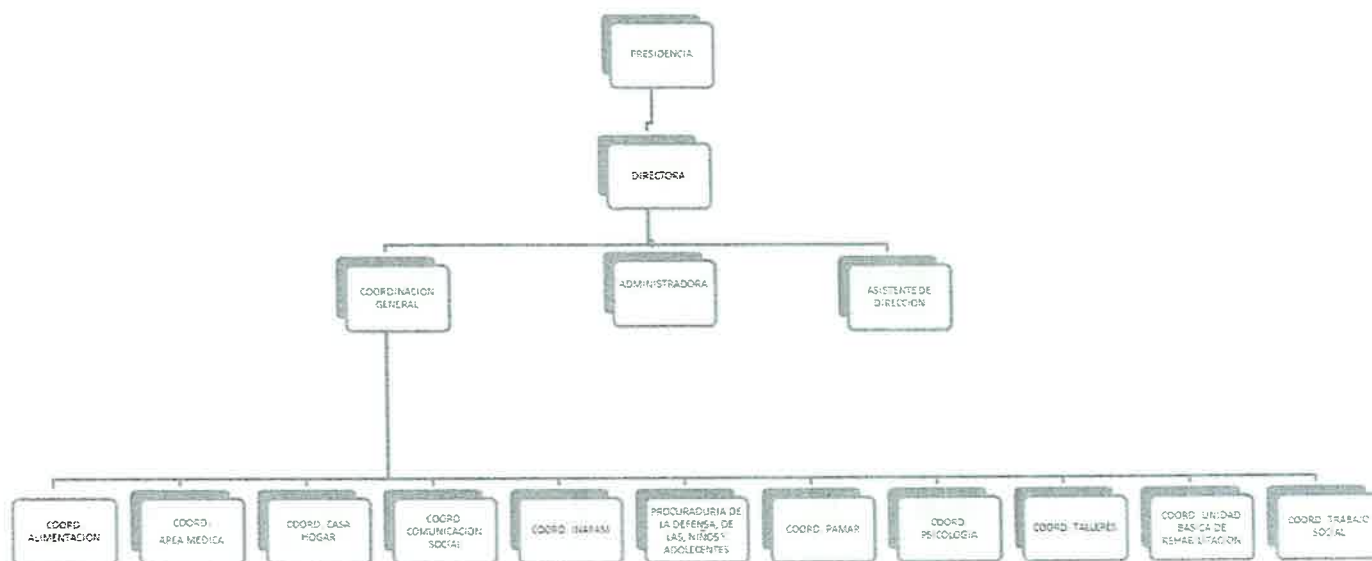 PRESIDENCIA
DIRECTORA
COORDINACION
GENERAL
ADMINISTRADORA
ASISTENTE DE
DIRECCION
COORD.
ALIMENTACION
COORD.
AREA MEDICA
COORD. CASA
HOGAR
COORD
COMUNICACION
SOCIAL
COORD. INAPAM
PROCURADURIA DE
LA DEFENSA, DE
LAS, NIÑOS Y
ADOLECENTES
COORD. PAMAR
COORD.
PSICOLOGIA
COORD. TALLERES
COORD. UNIDAD
BASICA DE
REHABILITACION
COORD. TRABAJO
SOCIAL